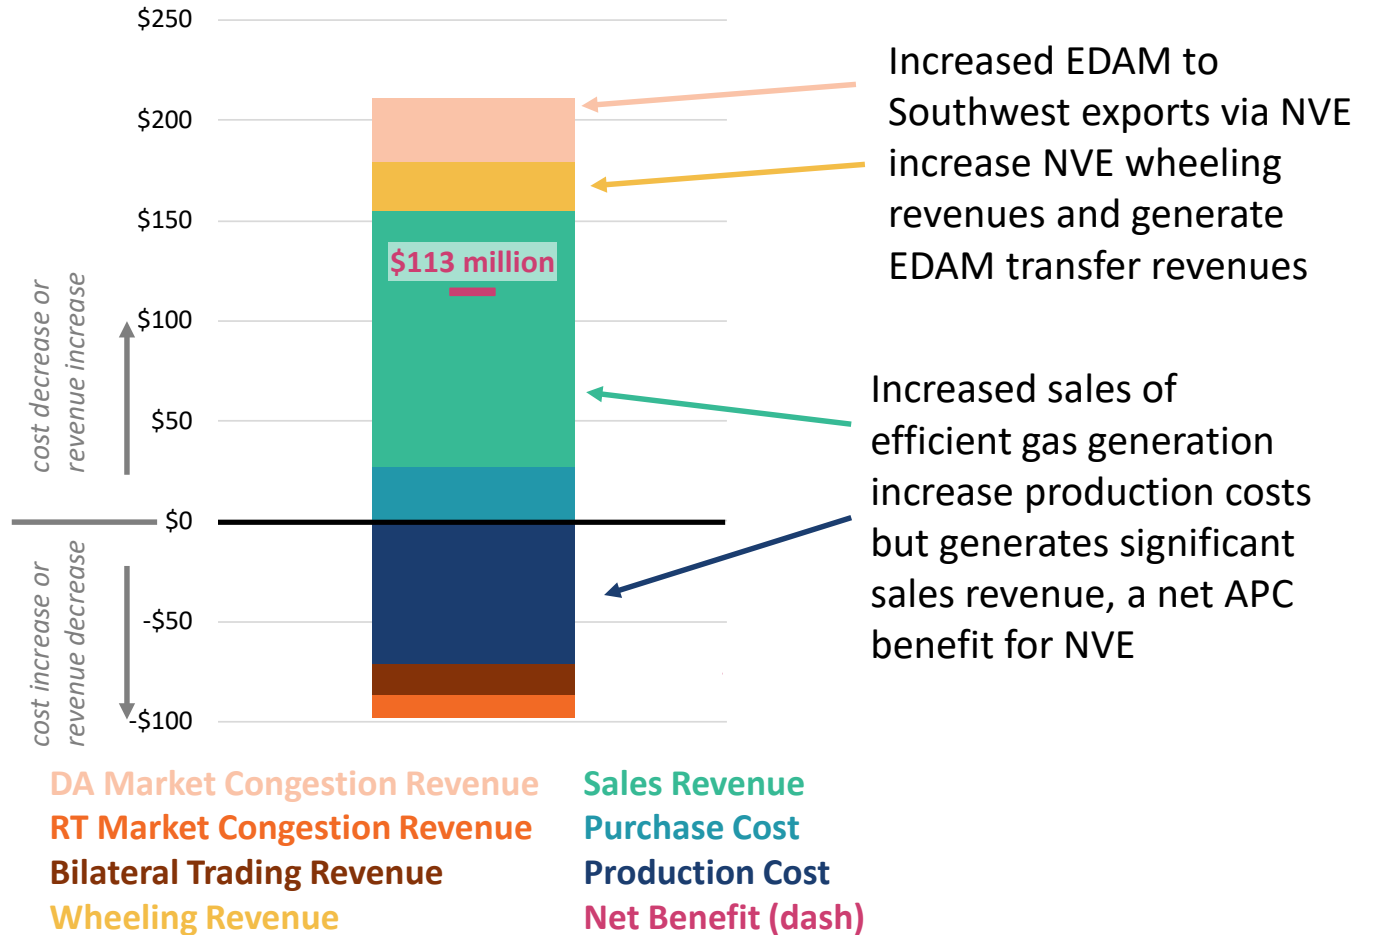 $250
$200
$150
$100
$50
$0
-$50
-$100
cost decrease or
revenue increase
cost increase or
revenue decrease
$113 million
Increased EDAM to
Southwest exports via NVE
increase NVE wheeling
revenues and generate
EDAM transfer revenues
Increased sales of
efficient gas generation
increase production costs
but generates significant
sales revenue, a net APC
benefit for NVE
DA Market Congestion Revenue
RT Market Congestion Revenue
Bilateral Trading Revenue
Wheeling Revenue
Sales Revenue
Purchase Cost
Production Cost
Net Benefit (dash)